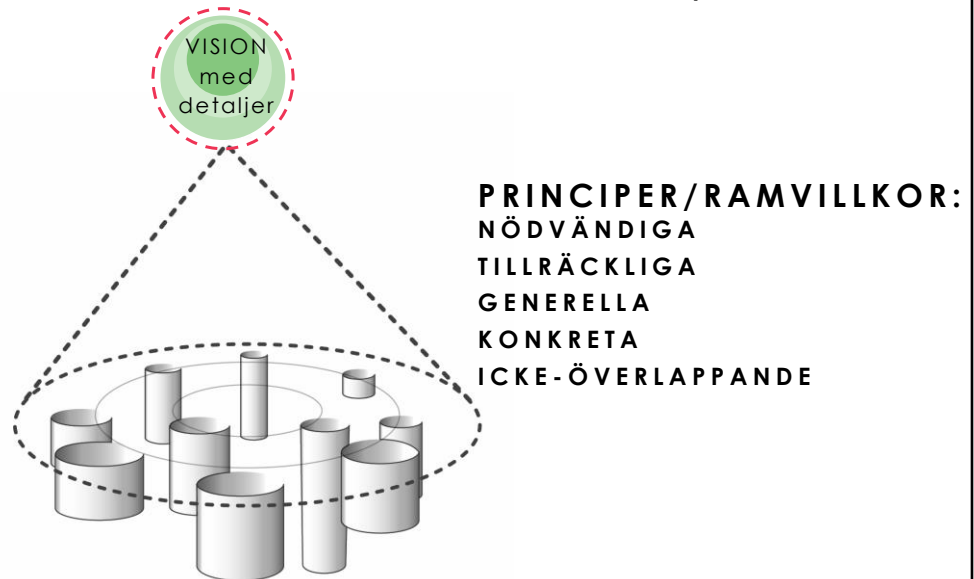 VISION
med
detaljer
PRINCIPER/RAMVILLKOR:
NÖDVÄNDIGA
TILLRÄCKLIGA
GENERELLA
KONKRETA
ICKE-ÖVERLAPPANDE